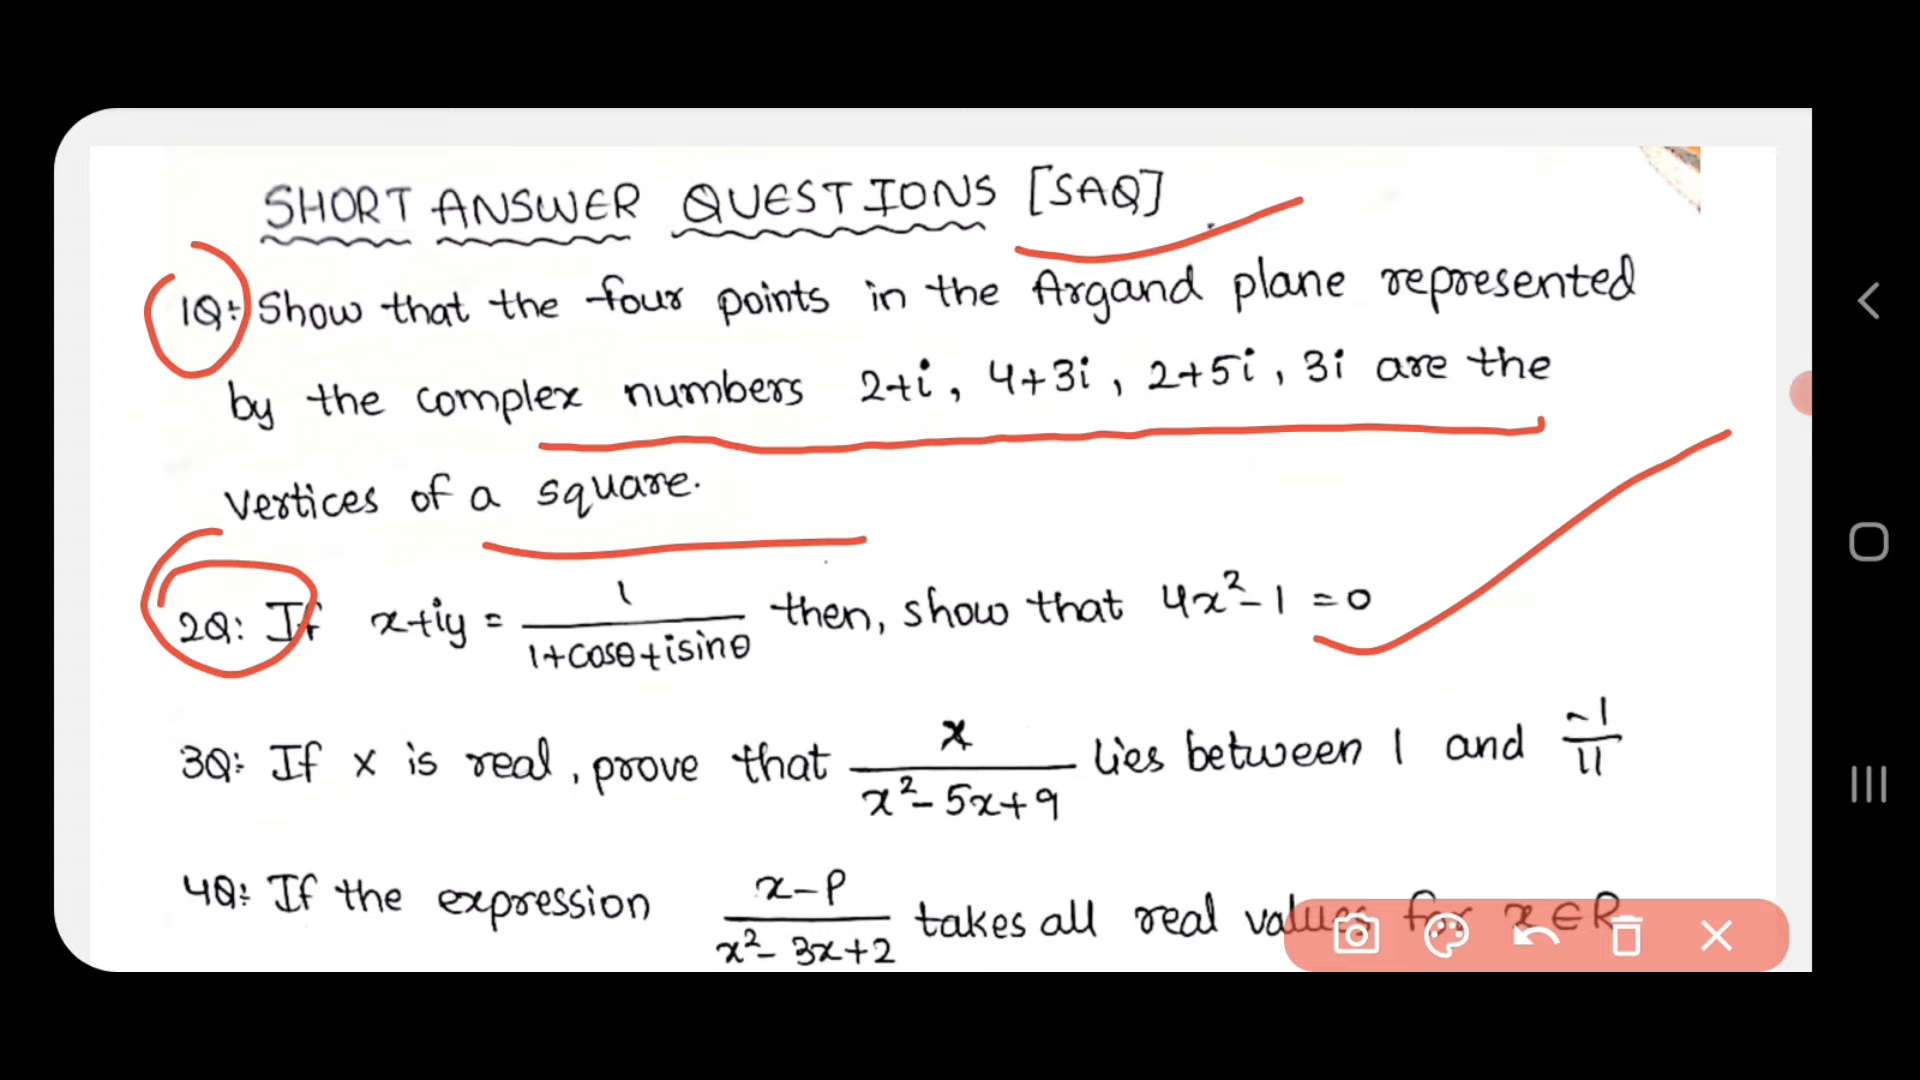 SHORT ANSWER QUESTIONS [SAQ]
1Q: Show that the four points in the Argand plane represented
by the complex numbers 2+i, 4+3i, 2+5i, 3i are the
vertices of a square.
2Q: If x+iy = 1/(1+cosθ+isinθ) then, show that 4x²-1=0
3Q: If x is real, prove that x/(x²-5x+9) lies between 1 and -1/11
4Q: If the expression x-p/(x²-3x+2) takes all real values for x∈R